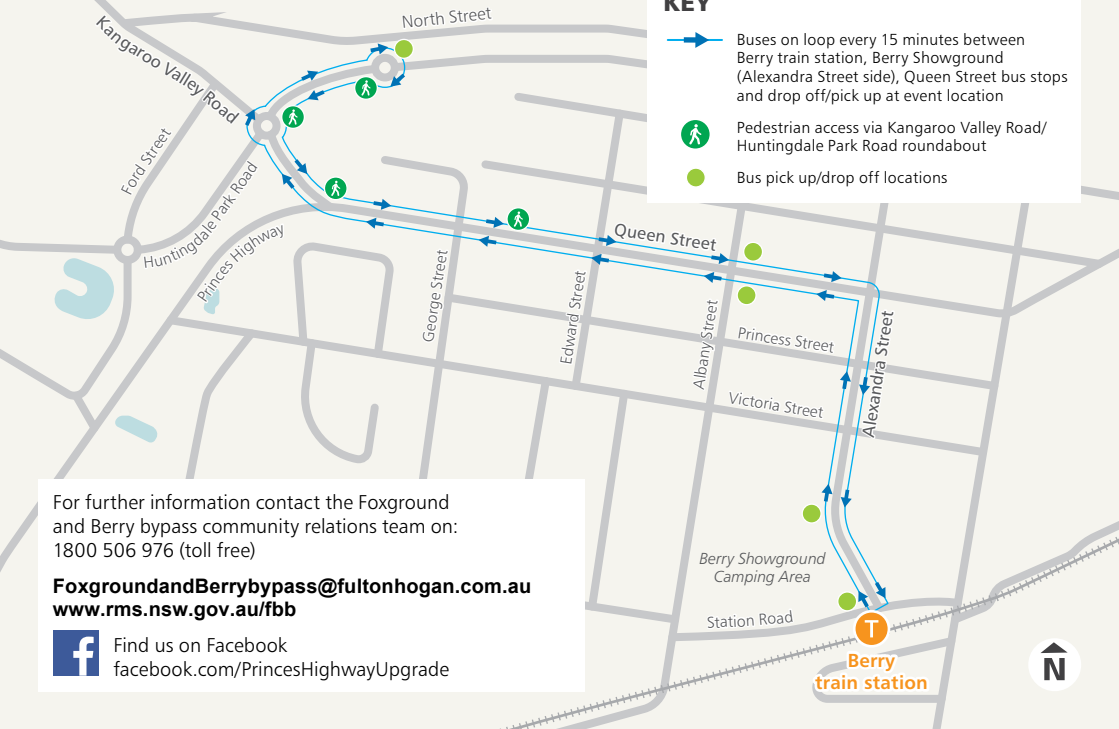 KEY
Buses on loop every 15 minutes between
Berry train station, Berry Showground
(Alexandra Street side), Queen Street bus stops
and drop off/pick up at event location
Pedestrian access via Kangaroo Valley Road/
Huntingdale Park Road roundabout
Bus pick up/drop off locations
North Street
Kangaroo Valley Road
Ford Street
Huntingdale Park Road
Princes Highway
Queen Street
George Street
Edward Street
Albany Street
Princess Street
Alexandra Street
Victoria Street
Berry Showground
Camping Area
Station Road
T
Berry
train station
N
For further information contact the Foxground
and Berry bypass community relations team on:
1800 506 976 (toll free)
FoxgroundandBerrybypass@fultonhogan.com.au
www.rms.nsw.gov.au/fbb
f
Find us on Facebook
facebook.com/PrincesHighwayUpgrade